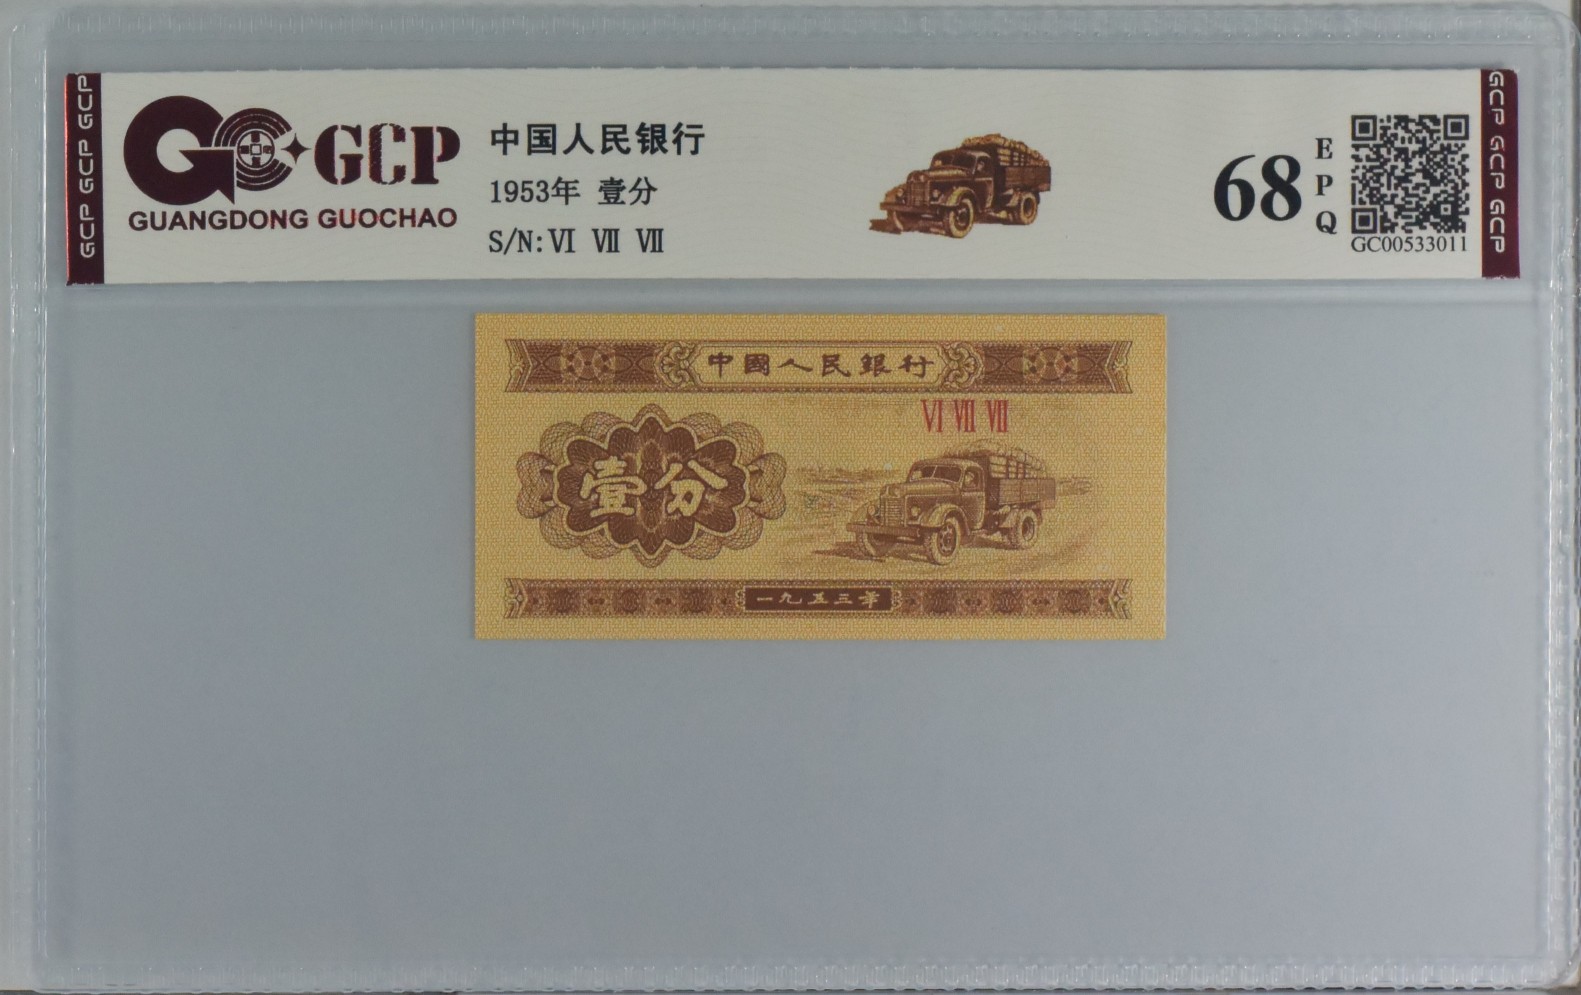 GCP GCP GCP
GC GCP
GUANGDONG GUOCHAO
中国人民银行
1953年 壹分
S/N: VI VII VII
68
EPQ
GC00533011
GCP GCP GCP
中國人民銀行
VI VII VII
壹分
一九五三年